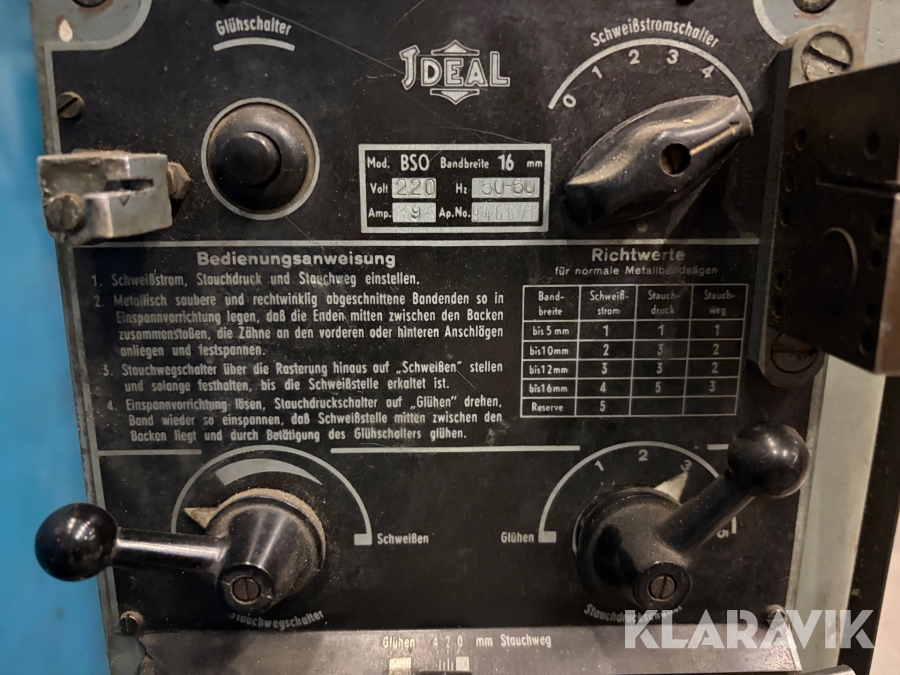 Glühschalter
IDEAL
Schweißstromschalter
0 1 2 3 4
Mod. BSO Bandbreite 16 mm
Volt 220 Hz 50-60
Amp. 9 Ap.No.
Bedienungsanweisung
1. Schweißstrom, Stauchdruck und Stauchweg einstellen.
2. Metallisch saubere und rechtwinklig abgeschnittene Bandenden so in
Einspannvorrichtung legen, daß die Enden mitten zwischen den Backen
zusammenstoßen, die Zähne an den vorderen oder hinteren Anschlägen
anliegen und festspannen.
3. Stauchwegschalter über die Rasterung hinaus auf „Schweißen" stellen
und solange festhalten, bis die Schweißstelle erkaltet ist.
4. Einspannvorrichtung lösen, Stauchdruckschalter auf „Glühen" drehen,
Band wieder so einspannen, daß Schweißstelle mitten zwischen den
Backen liegt und durch Betätigung des Glühschalters glühen.
Richtwerte
für normale Metallbandsägen
Band-breite Schweiß-strom Stauch-druck Stauch-weg
bis 5 mm 1 1 1
bis 10 mm 2 3 2
bis 12 mm 3 3 2
bis 16 mm 4 5 3
Reserve 5
Schweißen
Stauchwegschalter
1 2 3 5
Glühen
Stauchdruckschalter
Glühen 4 2 0 mm Stauchweg
KLARAVIK